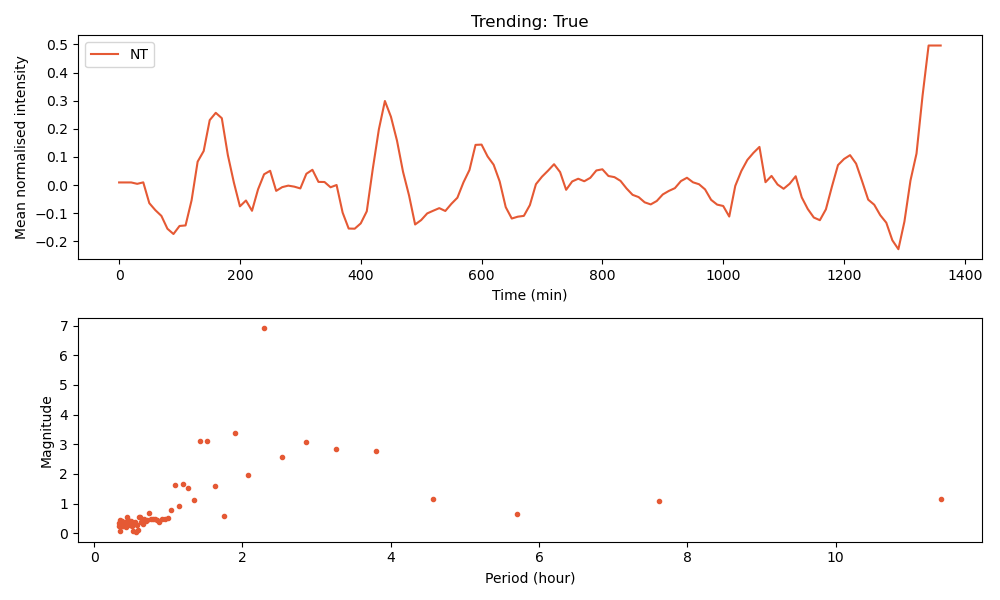 Trending: True
NT
Mean normalised intensity
0.5
0.4
0.3
0.2
0.1
0.0
−0.1
−0.2
0 200 400 600 800 1000 1200 1400
Time (min)
Magnitude
7
6
5
4
3
2
1
0
0 2 4 6 8 10
Period (hour)